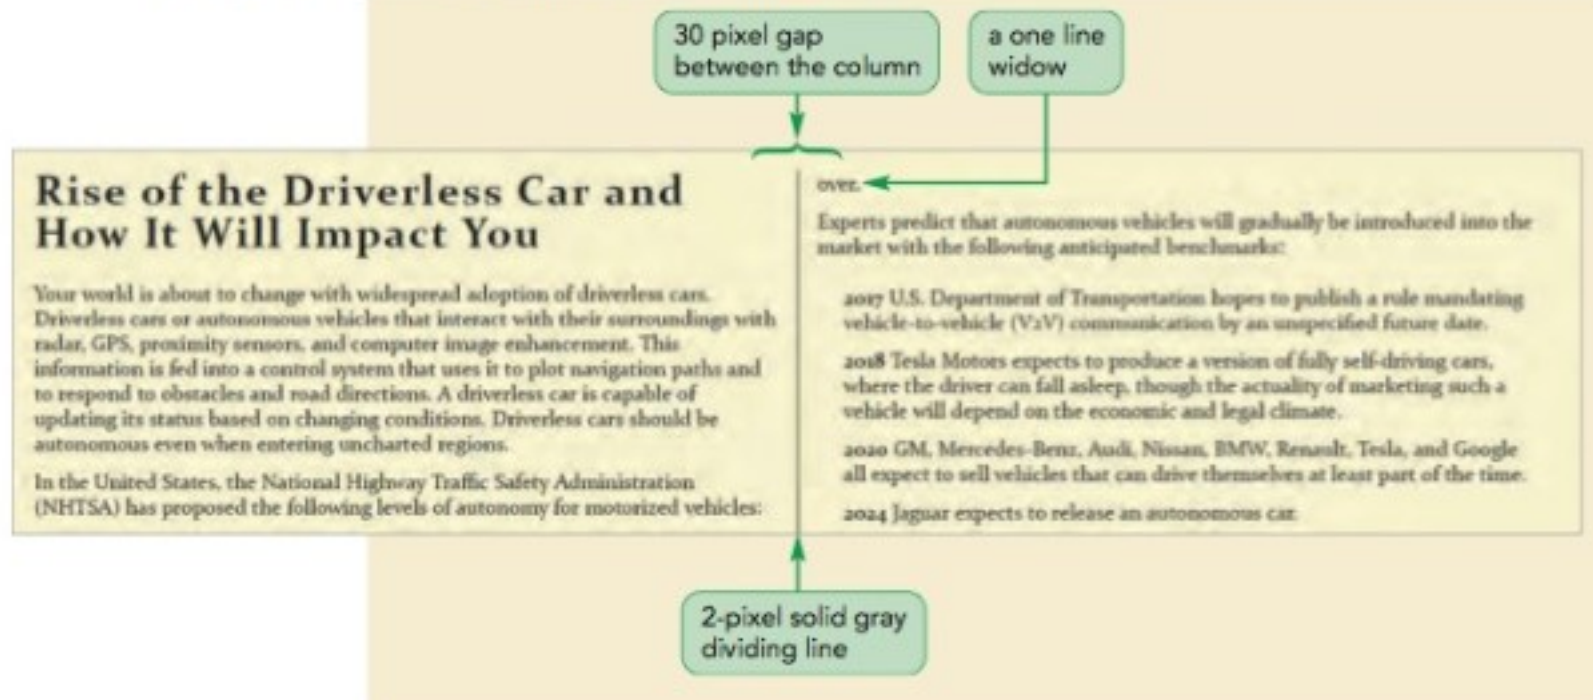 30 pixel gap
between the column
a one line
widow
Rise of the Driverless Car and
How It Will Impact You
Your world is about to change with widespread adoption of driverless cars.
Driverless cars or autonomous vehicles that interact with their surroundings with
radar, GPS, proximity sensors, and computer image enhancement. This
information is fed into a control system that uses it to plot navigation paths and
to respond to obstacles and road directions. A driverless car is capable of
updating its status based on changing conditions. Driverless cars should be
autonomous even when entering uncharted regions.
In the United States, the National Highway Traffic Safety Administration
(NHTSA) has proposed the following levels of autonomy for motorized vehicles:
over.
Experts predict that autonomous vehicles will gradually be introduced into the
market with the following anticipated benchmarks:
2017 U.S. Department of Transportation hopes to publish a rule mandating
vehicle-to-vehicle (V2V) communication by an unspecified future date.
2018 Tesla Motors expects to produce a version of fully self-driving cars,
where the driver can fall asleep, though the actuality of marketing such a
vehicle will depend on the economic and legal climate.
2020 GM, Mercedes-Benz, Audi, Nissan, BMW, Renault, Tesla, and Google
all expect to sell vehicles that can drive themselves at least part of the time.
2024 Jaguar expects to release an autonomous car.
2-pixel solid gray
dividing line